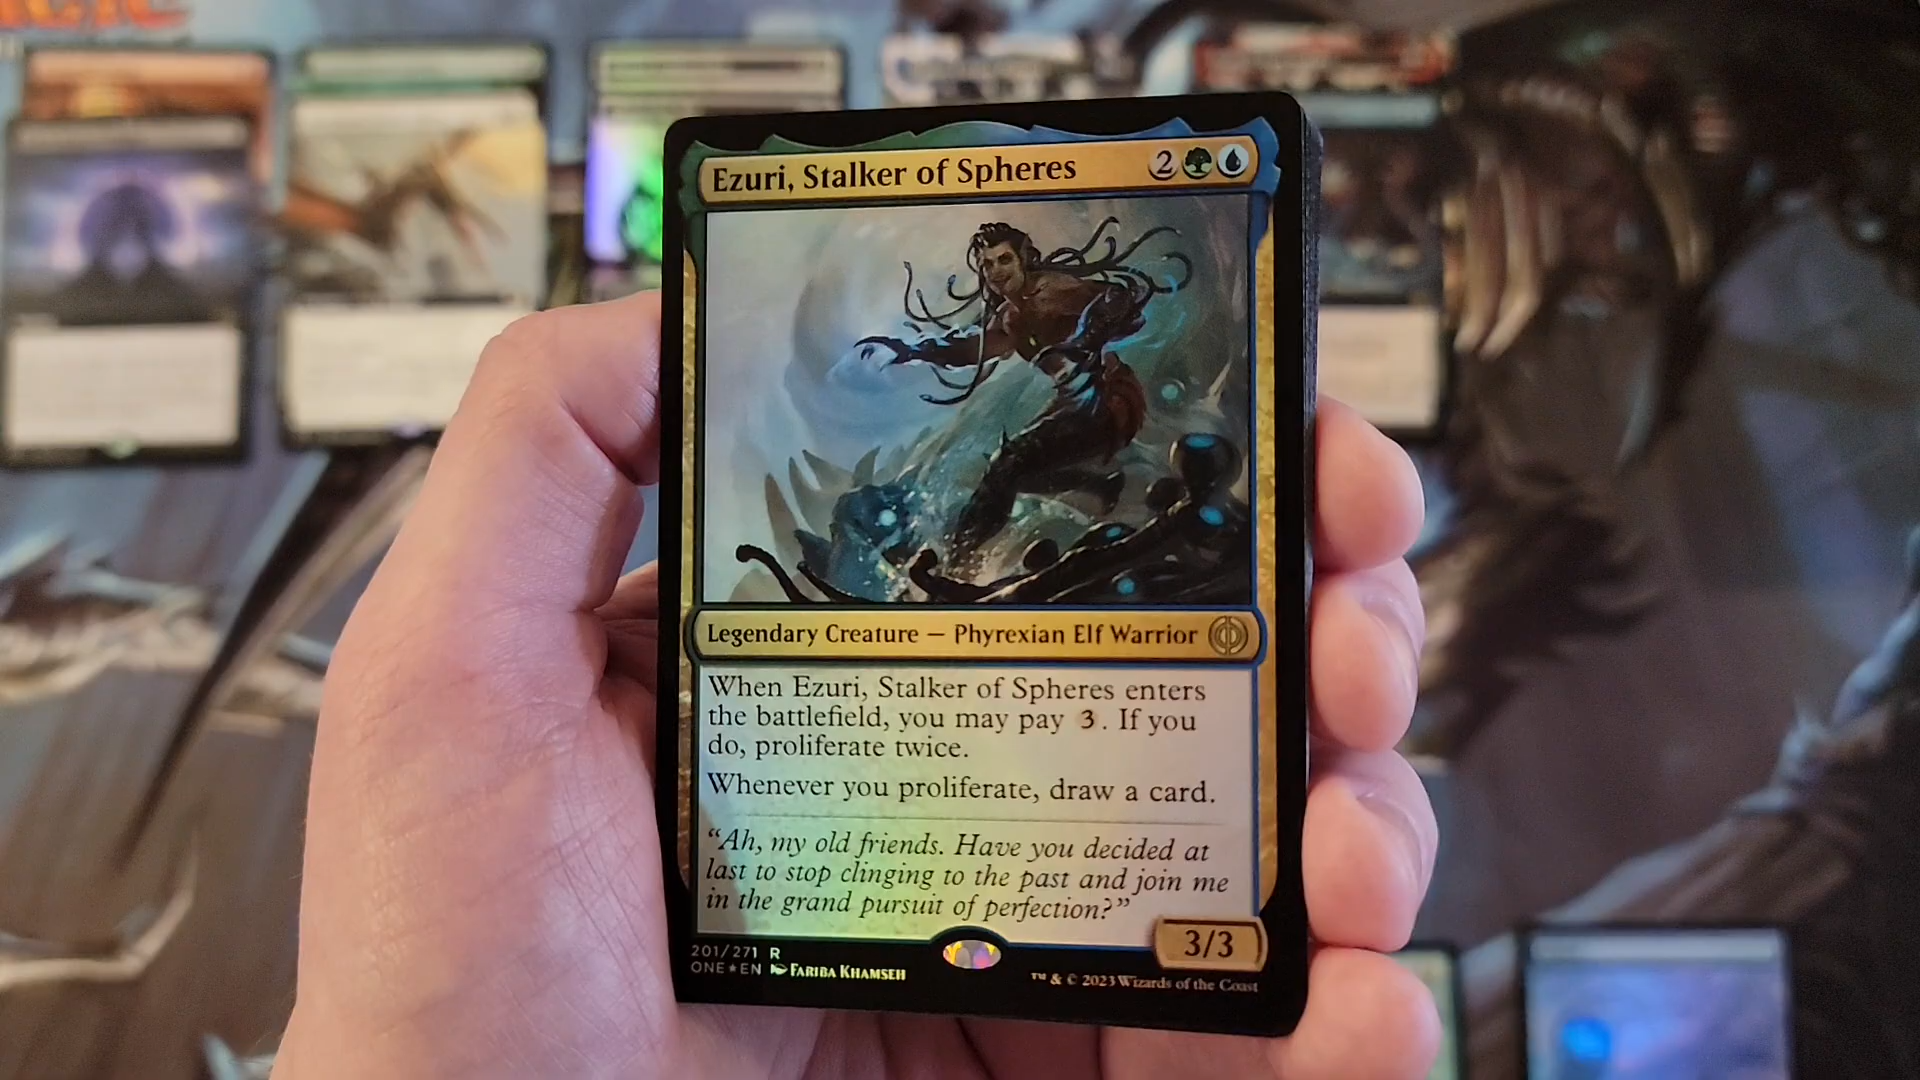 Ezuri, Stalker of Spheres 2
Legendary Creature — Phyrexian Elf Warrior
When Ezuri, Stalker of Spheres enters
the battlefield, you may pay 3. If you
do, proliferate twice.
Whenever you proliferate, draw a card.
“Ah, my old friends. Have you decided at
last to stop clinging to the past and join me
in the grand pursuit of perfection?”
3/3
201/271 R
ONE★EN Fariba Khamseh
™ & © 2023 Wizards of the Coast